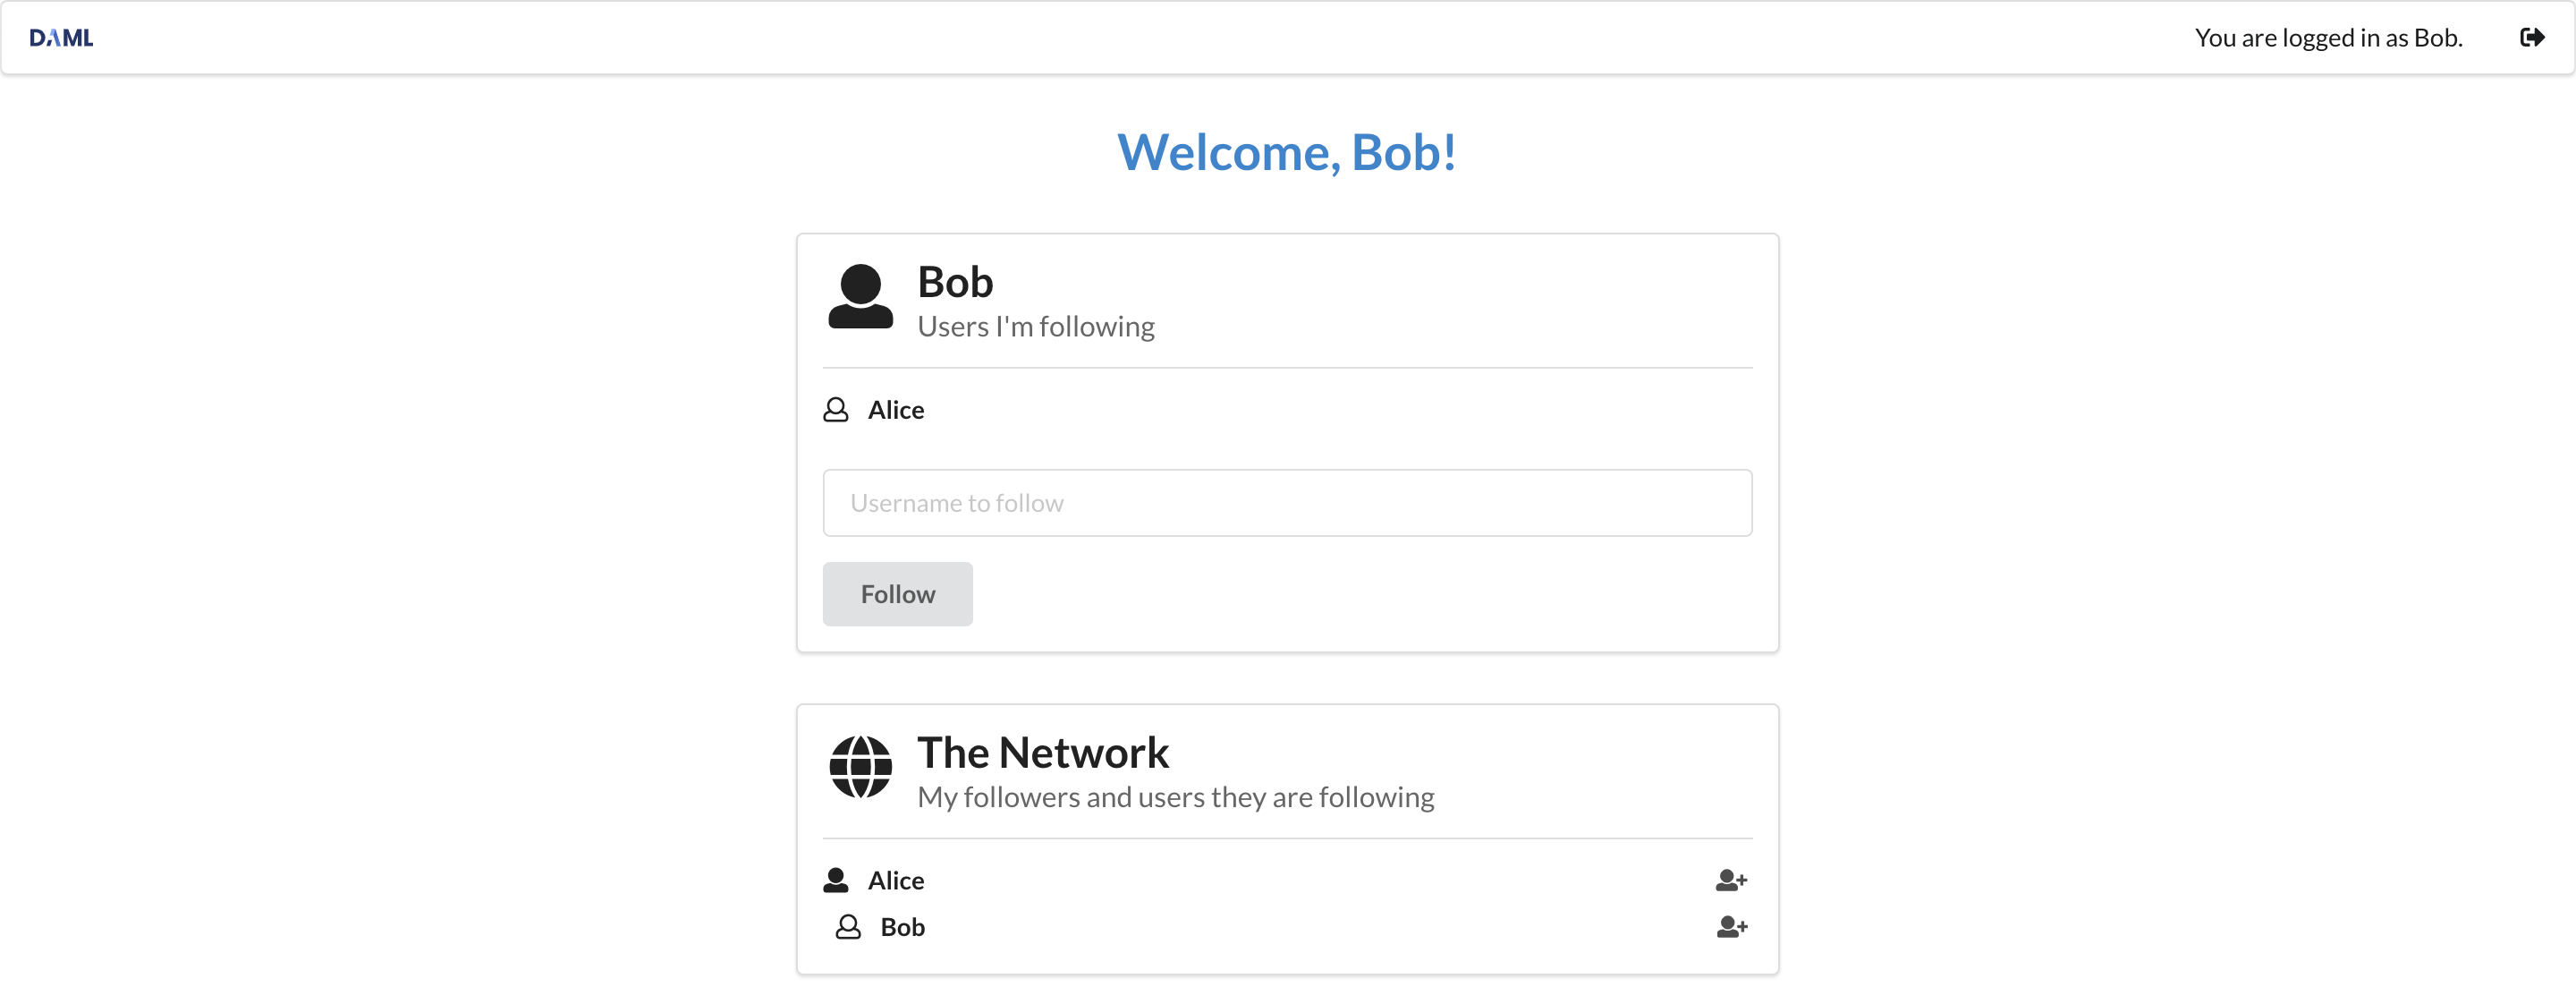 DAML
You are logged in as Bob.
Welcome, Bob!
Bob
Users I'm following
Alice
Username to follow
Follow
The Network
My followers and users they are following
Alice
Bob